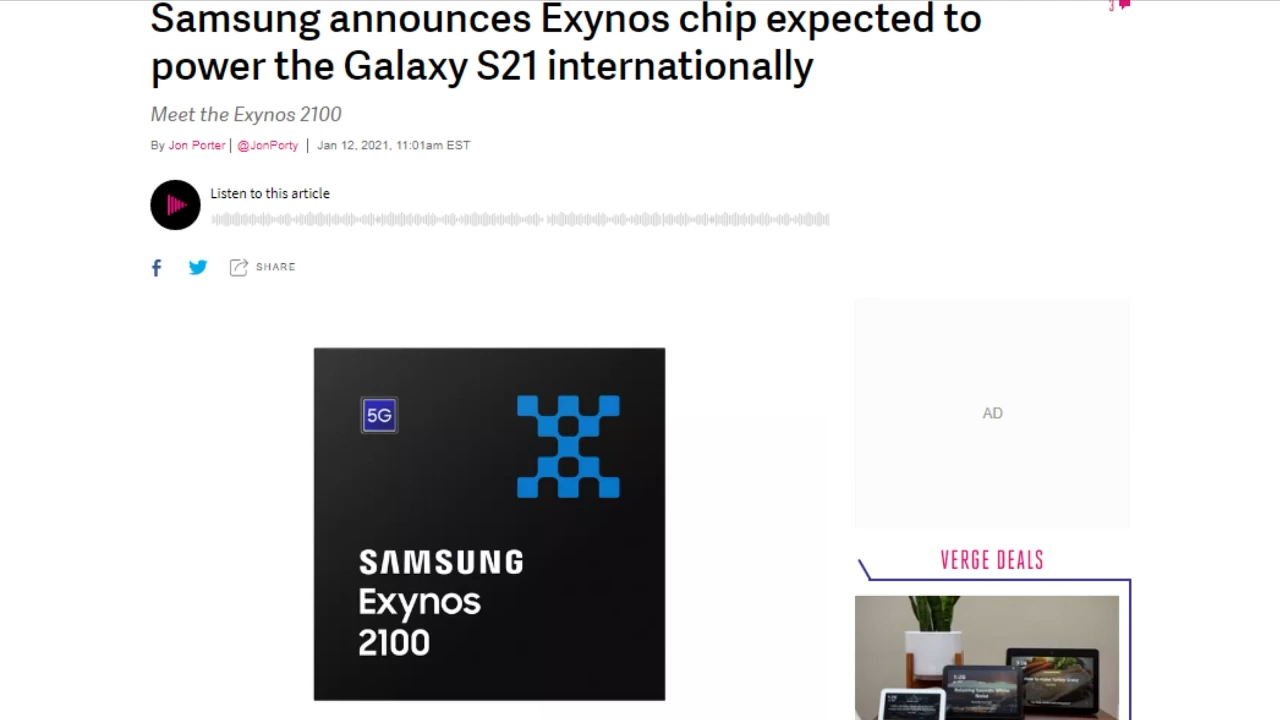 Samsung announces Exynos chip expected to
power the Galaxy S21 internationally
3
Meet the Exynos 2100
By Jon Porter | @JonPorty | Jan 12, 2021, 11:01am EST
Listen to this article
SHARE
5G
SAMSUNG
Exynos
2100
AD
VERGE DEALS